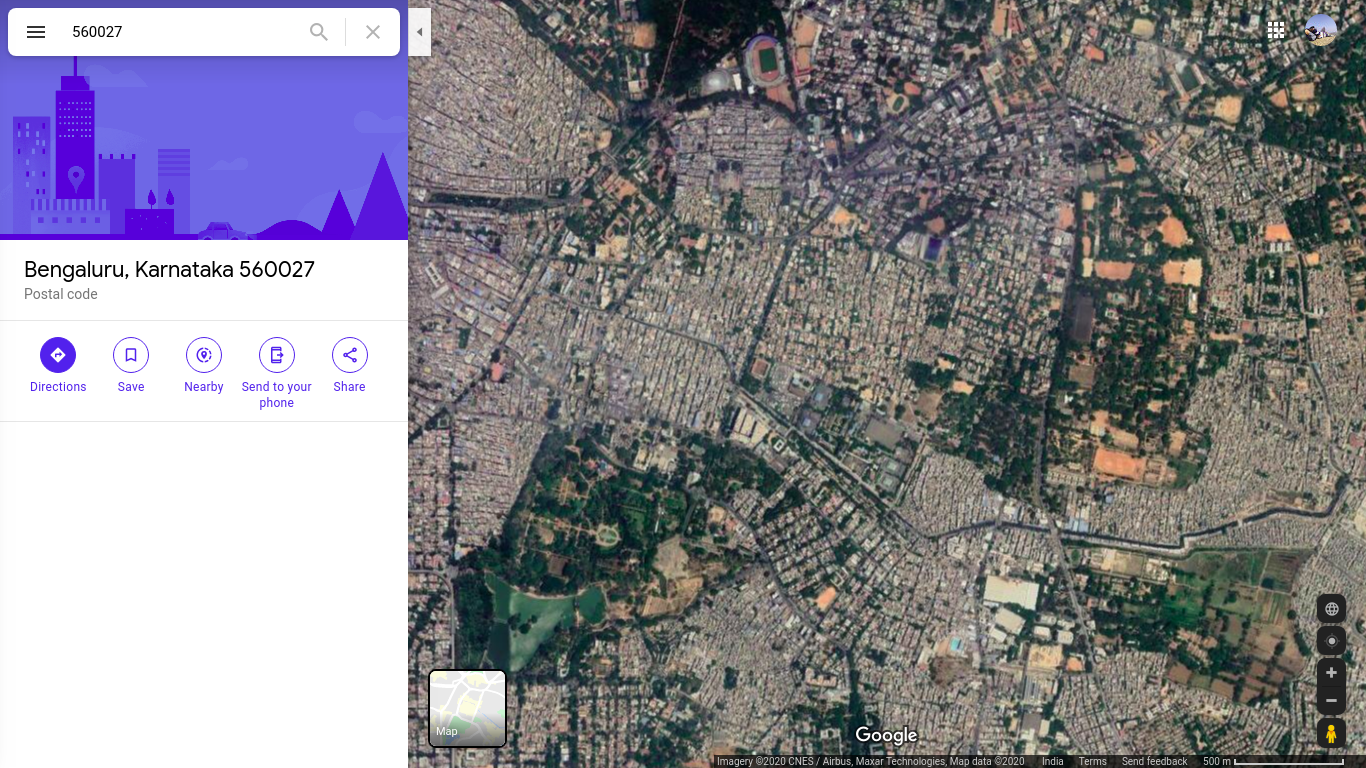 560027
Bengaluru, Karnataka 560027
Postal code
Directions
Save
Nearby
Send to your
phone
Share
Map
Google
Imagery ©2020 CNES / Airbus, Maxar Technologies, Map data ©2020
India
Terms
Send feedback
500 m